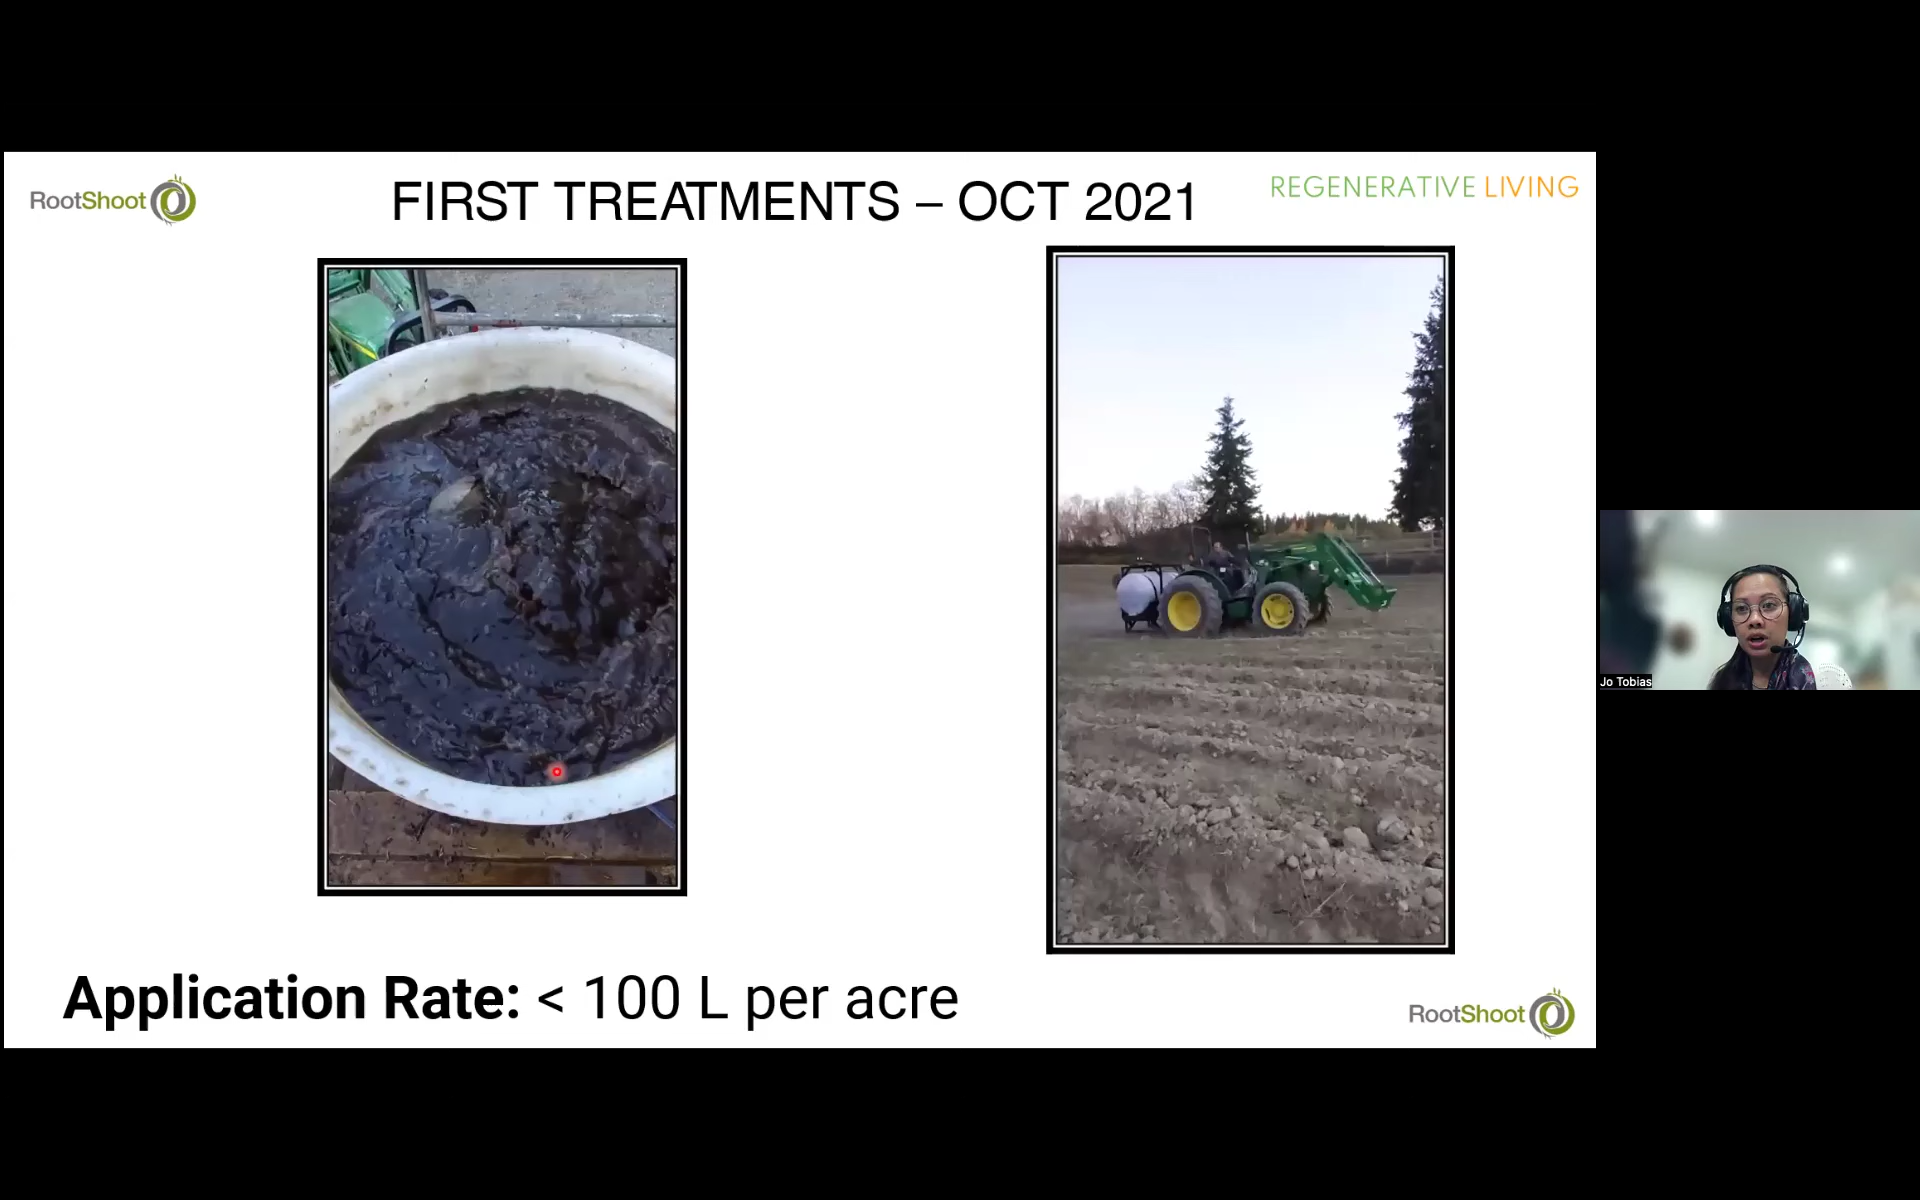 RootShoot
FIRST TREATMENTS – OCT 2021
REGENERATIVE LIVING
Application Rate: < 100 L per acre
RootShoot
Jo Tobias